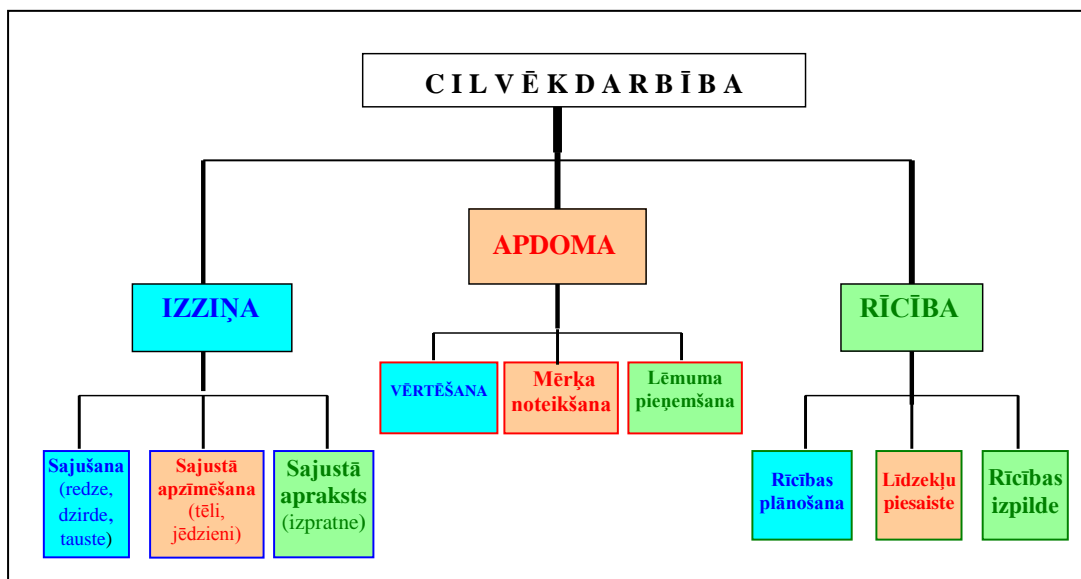 C I L V Ē K D A R B Ī B A
APDOMA
IZZIŅA
RĪCĪBA
VĒRTĒŠANA
Mērķa
noteikšana
Lēmuma
pieņemšana
Sajušana
(redze,
dzirde,
tauste)
Sajustā
apzīmēšana
(tēli,
jēdzieni)
Sajustā
apraksts
(izpratne)
Rīcības
plānošana
Līdzekļu
piesaiste
Rīcības
izpilde